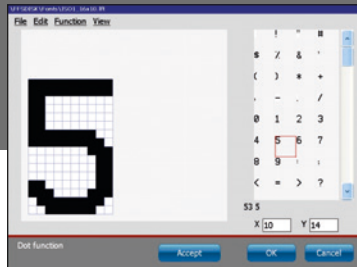 File Edit Function View
! " #
$ % & '
( ) * +
, - . /
0 1 2 3
4 5 6 7
8 9 : ;
< = > ?
53 5
X 10 Y 14
Dot function
Accept OK Cancel